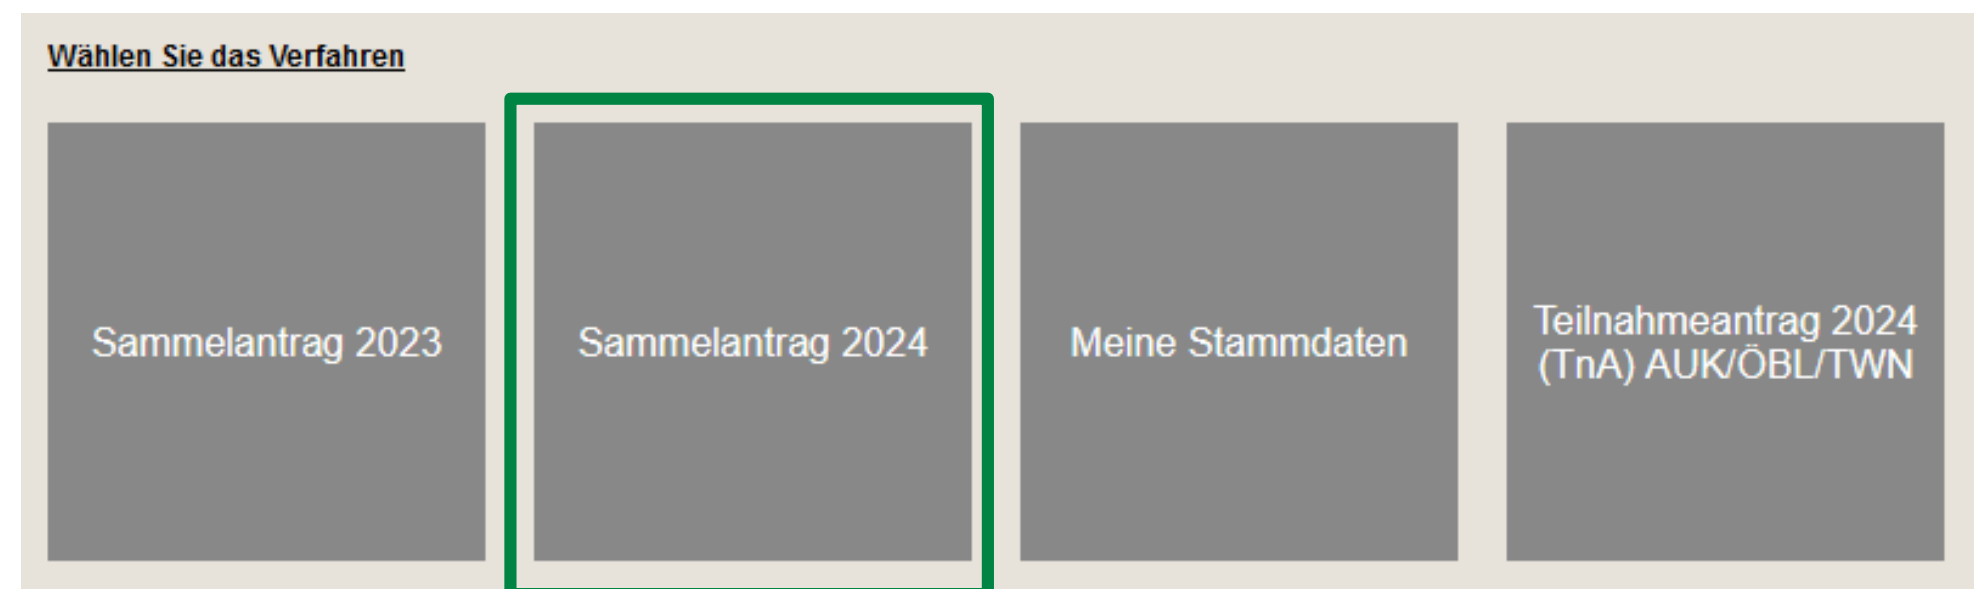 Wählen Sie das Verfahren
Sammelantrag 2023
Sammelantrag 2024
Meine Stammdaten
Teilnahmeantrag 2024
(TnA) AUK/ÖBL/TWN